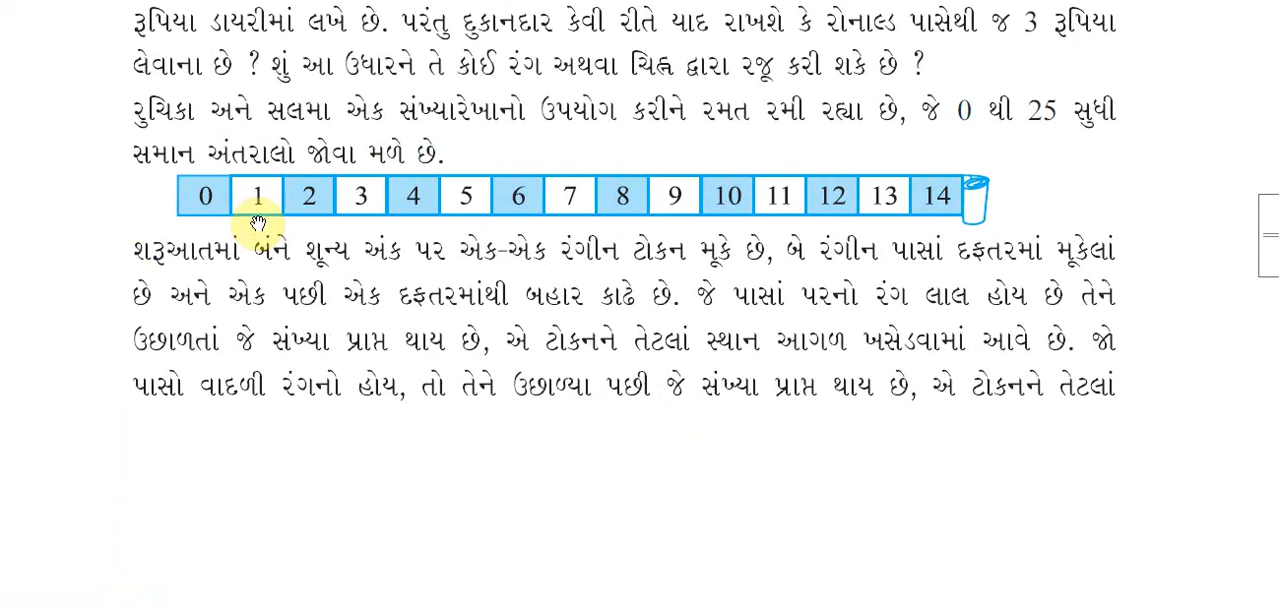 રૂપિયા ડાયરીમાં લખે છે. પરંતુ દુકાનદાર કેવી રીતે યાદ રાખશે કે રોનાલ્ડ પાસેથી જ 3 રૂપિયા
લેવાના છે ? શું આ ઉધારને તે કોઈ રંગ અથવા ચિહ્ન દ્વારા રજૂ કરી શકે છે ?
રુચિકા અને સલમા એક સંખ્યારેખાનો ઉપયોગ કરીને રમત રમી રહ્યા છે, જે 0 થી 25 સુધી
સમાન અંતરાલો જોવા મળે છે.
0 1 2 3 4 5 6 7 8 9 10 11 12 13 14
શરૂઆતમાં બંને શૂન્ય અંક પર એક-એક રંગીન ટોકન મૂકે છે, બે રંગીન પાસાં દફતરમાં મૂકેલાં
છે અને એક પછી એક દફતરમાંથી બહાર કાઢે છે. જે પાસાં પરનો રંગ લાલ હોય છે તેને
ઉછાળતાં જે સંખ્યા પ્રાપ્ત થાય છે, એ ટોકનને તેટલાં સ્થાન આગળ ખસેડવામાં આવે છે. જો
પાસો વાદળી રંગનો હોય, તો તેને ઉછાળ્યા પછી જે સંખ્યા પ્રાપ્ત થાય છે, એ ટોકનને તેટલાં